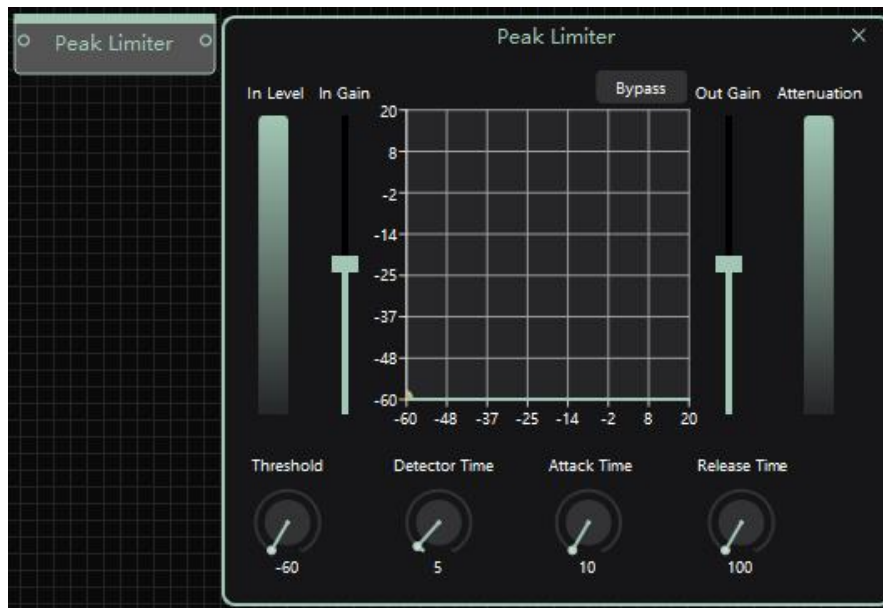 Peak Limiter
Peak Limiter
Bypass
In Level In Gain Out Gain Attenuation
20
8
-2
-14
-25
-37
-48
-60
-60 -48 -37 -25 -14 -2 8 20
Threshold Detector Time Attack Time Release Time
-60 5 10 100